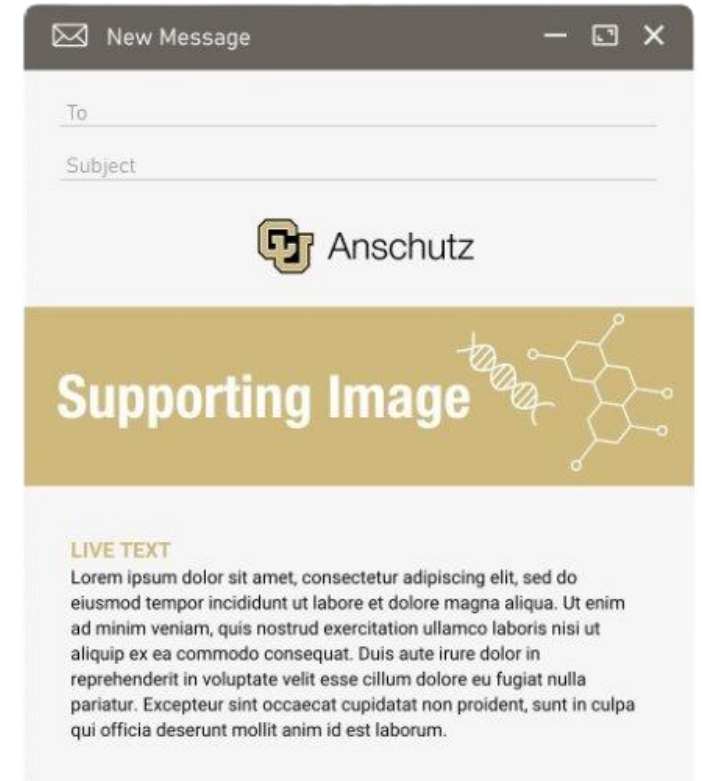 New Message
To
Subject
CU Anschutz
Supporting Image
LIVE TEXT
Lorem ipsum dolor sit amet, consectetur adipiscing elit, sed do
eiusmod tempor incididunt ut labore et dolore magna aliqua. Ut enim
ad minim veniam, quis nostrud exercitation ullamco laboris nisi ut
aliquip ex ea commodo consequat. Duis aute irure dolor in
reprehenderit in voluptate velit esse cillum dolore eu fugiat nulla
pariatur. Excepteur sint occaecat cupidatat non proident, sunt in culpa
qui officia deserunt mollit anim id est laborum.